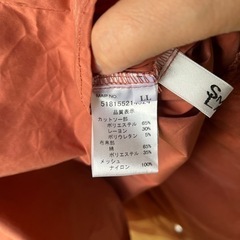 MAP NO.
LL
品質表示
カットソー部
ポリエステル 65%
レーヨン 30%
ポリウレタン 5%
布帛部
綿 65%
ポリエステル 35%
メッシュ
ナイロン 100%